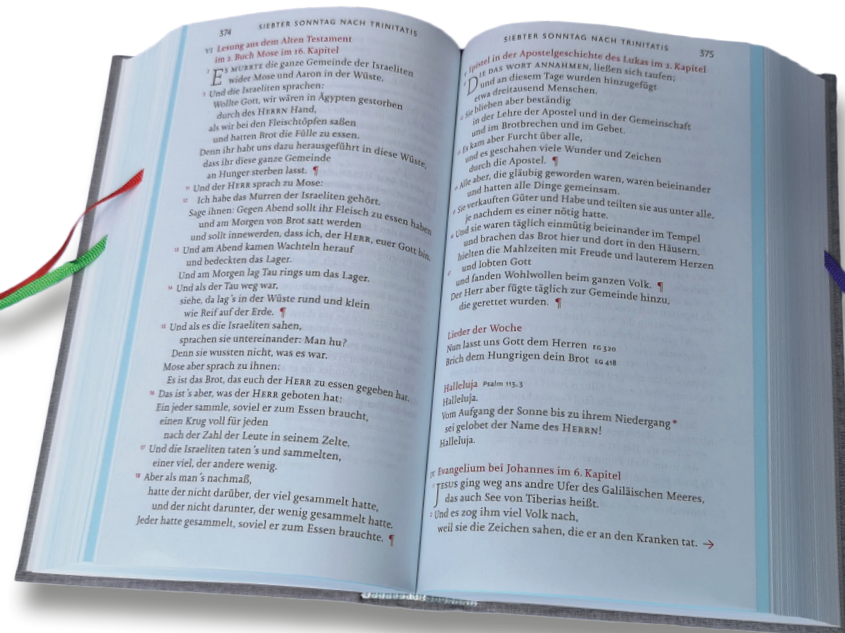 374 SIEBTER SONNTAG NACH TRINITATIS
VI Lesung aus dem Alten Testament
im 2. Buch Mose im 16. Kapitel
2 ES MURRTE die ganze Gemeinde der Israeliten
wider Mose und Aaron in der Wüste.
3 Und die Israeliten sprachen:
Wollte Gott, wir wären in Ägypten gestorben
durch des HERRN Hand,
als wir bei den Fleischtöpfen saßen
und hatten Brot die Fülle zu essen.
Denn ihr habt uns dazu herausgeführt in diese Wüste,
dass ihr diese ganze Gemeinde
an Hunger sterben lasst. ¶
11 Und der HERR sprach zu Mose:
12 Ich habe das Murren der Israeliten gehört.
Sage ihnen: Gegen Abend sollt ihr Fleisch zu essen haben
und am Morgen von Brot satt werden
und sollt innewerden, dass ich, der HERR, euer Gott bin.
13 Und am Abend kamen Wachteln herauf
und bedeckten das Lager.
Und am Morgen lag Tau rings um das Lager.
14 Und als der Tau weg war,
siehe, da lag's in der Wüste rund und klein
wie Reif auf der Erde. ¶
15 Und als es die Israeliten sahen,
sprachen sie untereinander: Man hu?
Denn sie wussten nicht, was es war.
Mose aber sprach zu ihnen:
Es ist das Brot, das euch der HERR zu essen gegeben hat.
16 Das ist's aber, was der HERR geboten hat:
Ein jeder sammle, soviel er zum Essen braucht,
einen Krug voll für jeden
nach der Zahl der Leute in seinem Zelte.
17 Und die Israeliten taten's und sammelten,
einer viel, der andere wenig.
18 Aber als man's nachmaß,
hatte der nicht darüber, der viel gesammelt hatte,
und der nicht darunter, der wenig gesammelt hatte.
Jeder hatte gesammelt, soviel er zum Essen brauchte. ¶
SIEBTER SONNTAG NACH TRINITATIS 375
Epistel in der Apostelgeschichte des Lukas im 2. Kapitel
DIE DAS WORT ANNAHMEN, ließen sich taufen;
und an diesem Tage wurden hinzugefügt
etwa dreitausend Menschen.
Sie blieben aber beständig
in der Lehre der Apostel und in der Gemeinschaft
und im Brotbrechen und im Gebet.
Es kam aber Furcht über alle,
und es geschahen viele Wunder und Zeichen
durch die Apostel. ¶
Alle aber, die gläubig geworden waren, waren beieinander
und hatten alle Dinge gemeinsam.
Sie verkauften Güter und Habe und teilten sie aus unter alle,
je nachdem es einer nötig hatte.
Und sie waren täglich einmütig beieinander im Tempel
und brachen das Brot hier und dort in den Häusern,
hielten die Mahlzeiten mit Freude und lauterem Herzen
und lobten Gott
und fanden Wohlwollen beim ganzen Volk. ¶
Der Herr aber fügte täglich zur Gemeinde hinzu,
die gerettet wurden. ¶
Lieder der Woche
Nun lasst uns Gott dem Herren EG 320
Brich dem Hungrigen dein Brot EG 418
Halleluja Psalm 113,3
Halleluja.
Vom Aufgang der Sonne bis zu ihrem Niedergang *
sei gelobet der Name des HERRN!
Halleluja.
IV Evangelium bei Johannes im 6. Kapitel
JESUS ging weg ans andre Ufer des Galiläischen Meeres,
das auch See von Tiberias heißt.
2 Und es zog ihm viel Volk nach,
weil sie die Zeichen sahen, die er an den Kranken tat. →